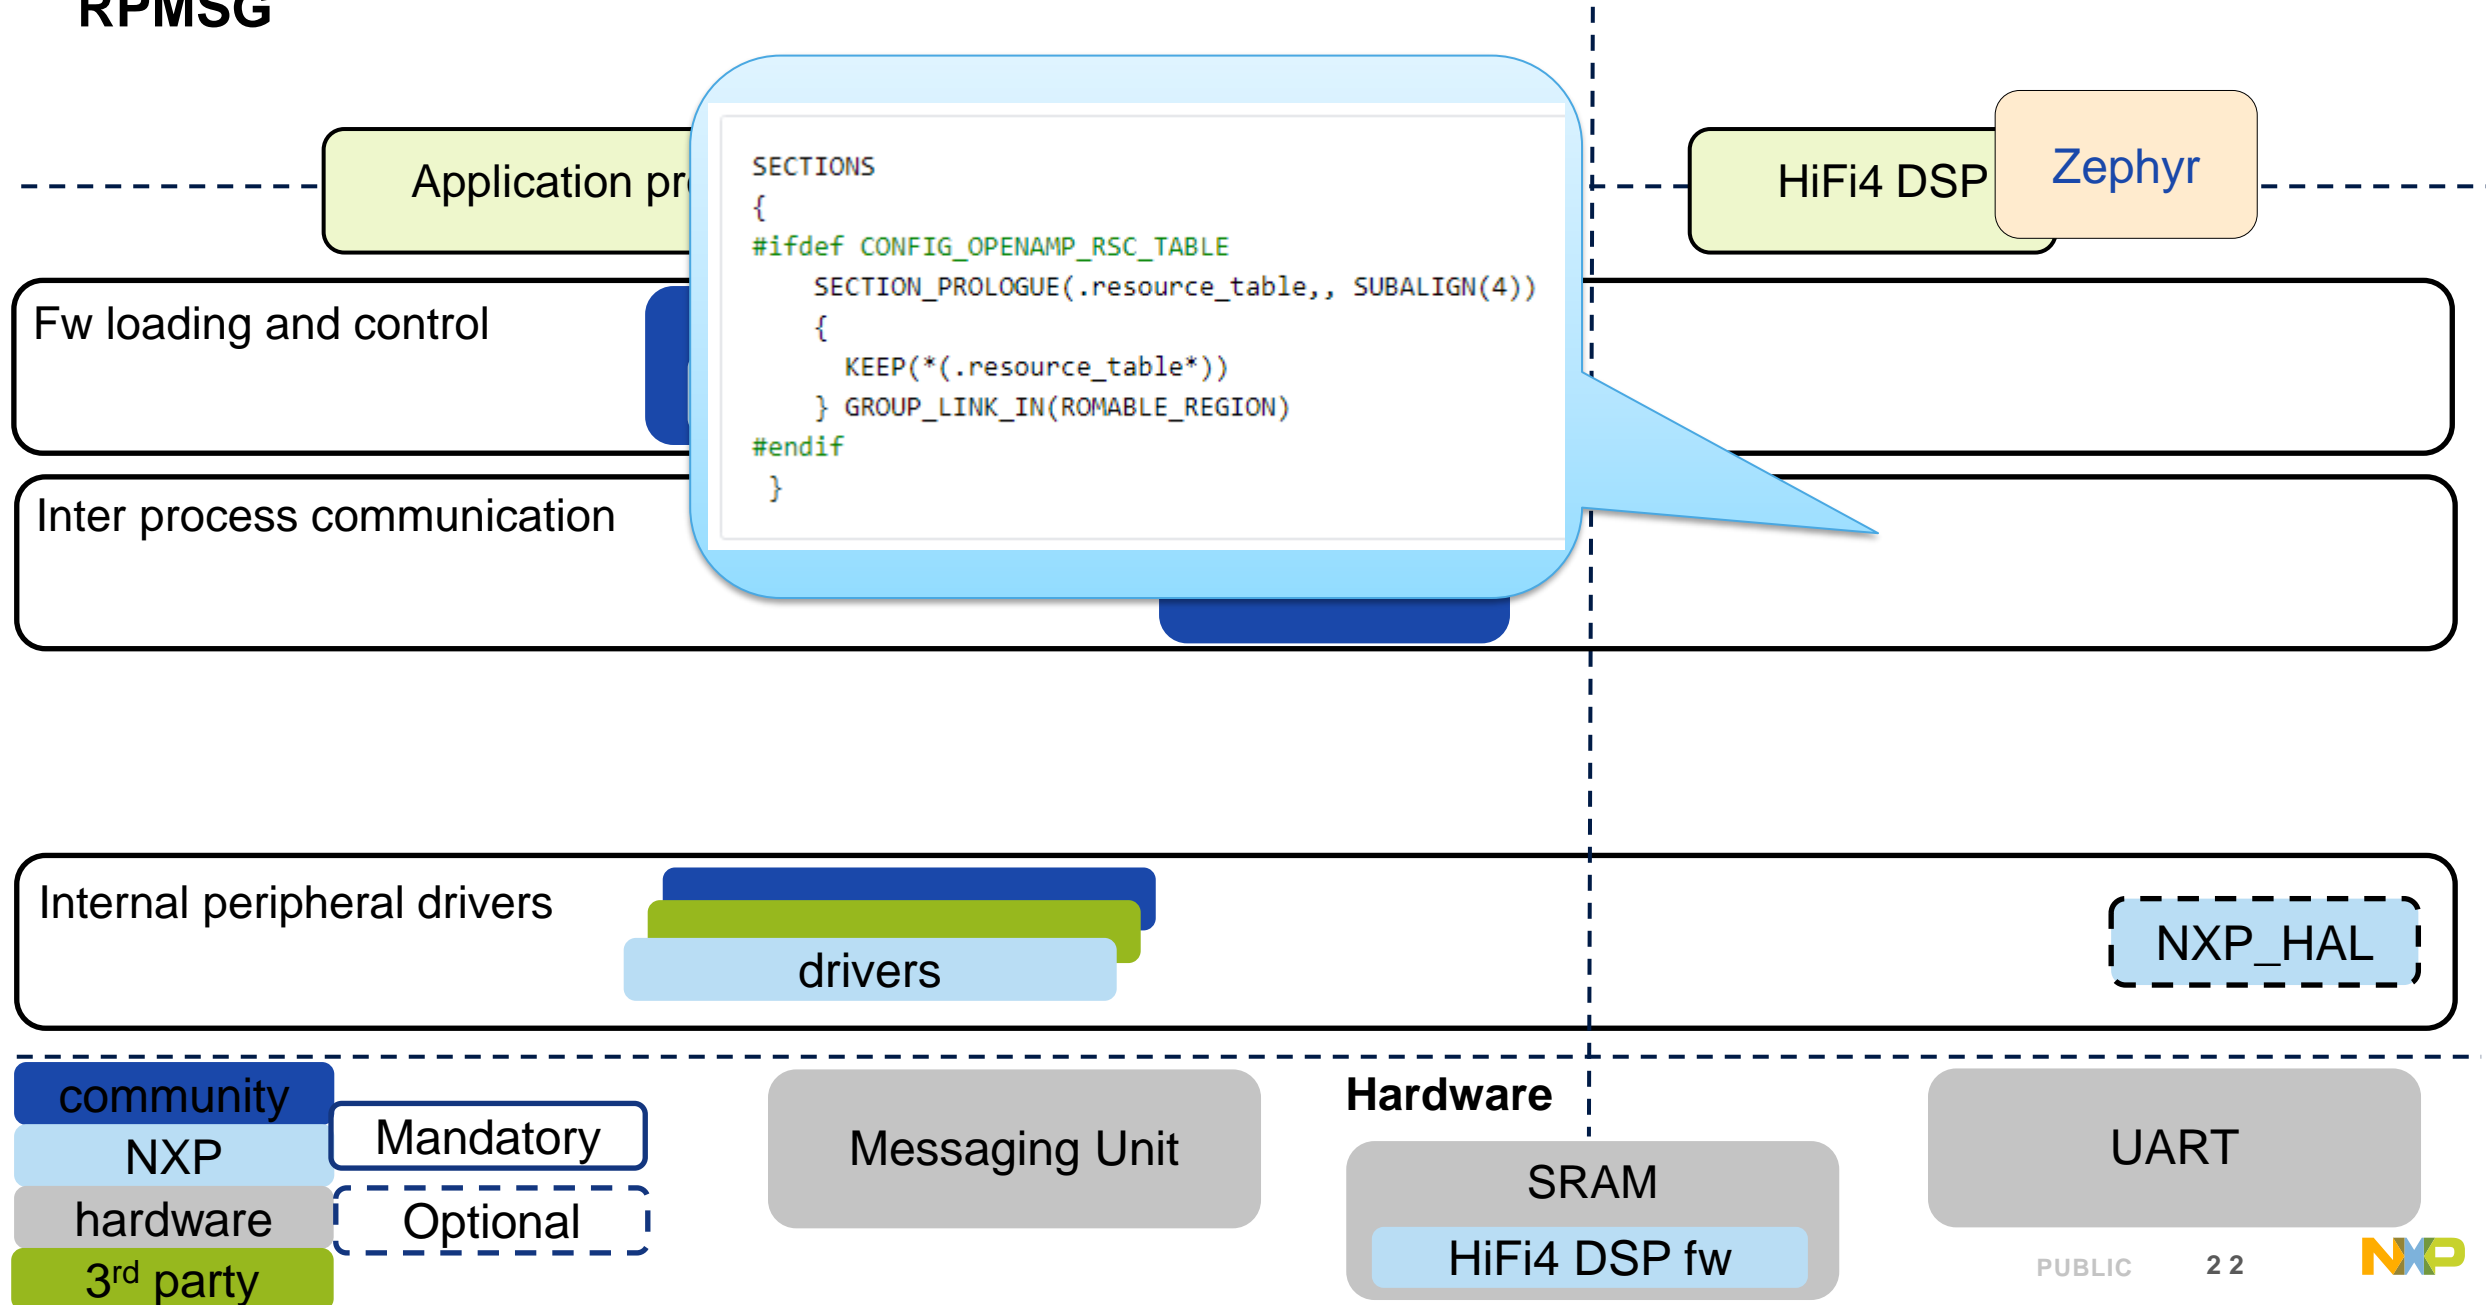 RPMSG
Application pr
HiFi4 DSP
Zephyr
SECTIONS
{
#ifdef CONFIG_OPENAMP_RSC_TABLE
    SECTION_PROLOGUE(.resource_table,, SUBALIGN(4))
    {
      KEEP(*(.resource_table*))
    } GROUP_LINK_IN(ROMABLE_REGION)
#endif
 }
Fw loading and control
Inter process communication
Internal peripheral drivers
drivers
NXP_HAL
community
NXP
hardware
3rd party
Mandatory
Optional
Messaging Unit
Hardware
SRAM
HiFi4 DSP fw
UART
PUBLIC
22
NXP